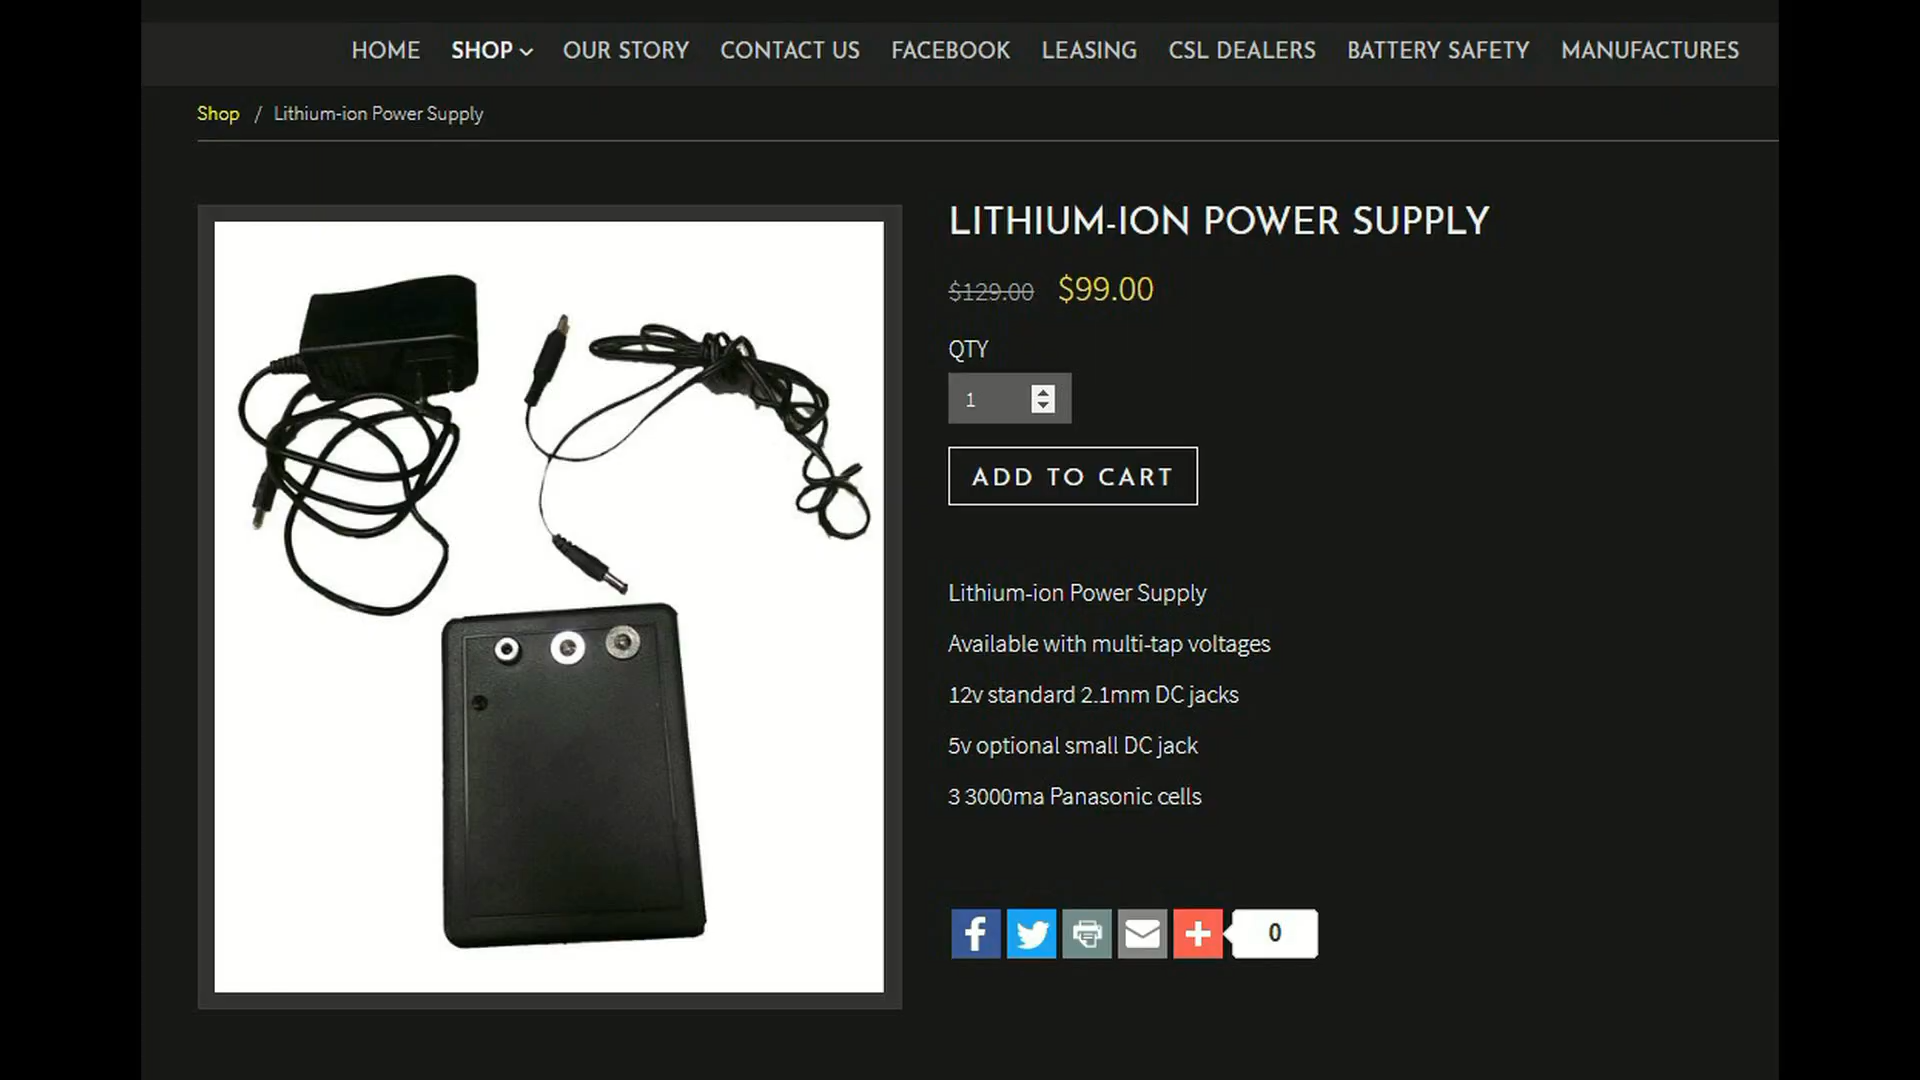 HOME SHOP OUR STORY CONTACT US FACEBOOK LEASING CSL DEALERS BATTERY SAFETY MANUFACTURES
Shop / Lithium-ion Power Supply
LITHIUM-ION POWER SUPPLY
$129.00 $99.00
QTY
1
ADD TO CART
Lithium-ion Power Supply
Available with multi-tap voltages
12v standard 2.1mm DC jacks
5v optional small DC jack
3 3000ma Panasonic cells
0